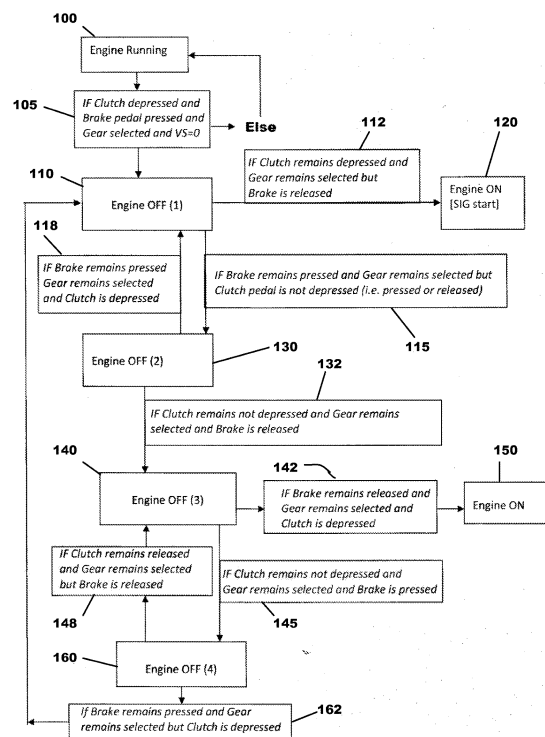 100
Engine Running
105
IF Clutch depressed and
Brake pedal pressed and
Gear selected and VS=0
Else
112
120
110
IF Clutch remains depressed and
Gear remains selected but
Brake is released
Engine ON
[SIG start]
Engine OFF (1)
118
IF Brake remains pressed
Gear remains selected
and Clutch is depressed
IF Brake remains pressed and Gear remains selected but
Clutch pedal is not depressed (i.e. pressed or released)
115
Engine OFF (2)
130
132
IF Clutch remains not depressed and Gear remains
selected and Brake is released
140
142
150
Engine OFF (3)
IF Brake remains released and
Gear remains selected and
Clutch is depressed
Engine ON
IF Clutch remains released
and Gear remains selected
but Brake is released
148
IF Clutch remains not depressed and
Gear remains selected and Brake is pressed
145
160
Engine OFF (4)
If Brake remains pressed and Gear
remains selected but Clutch is depressed
162